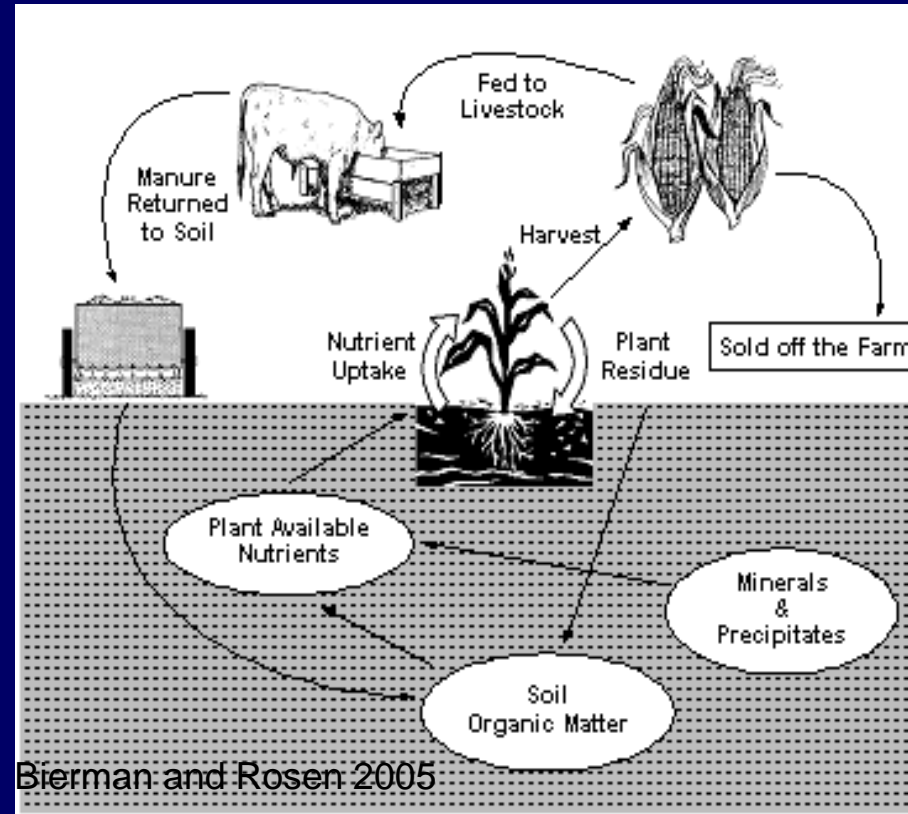 Fed to
Livestock
Manure
Returned
to Soil
Harvest
Nutrient
Uptake
Plant
Residue
Sold off the Farm
Plant Available
Nutrients
Minerals
&
Precipitates
Soil
Organic Matter
Bierman and Rosen 2005